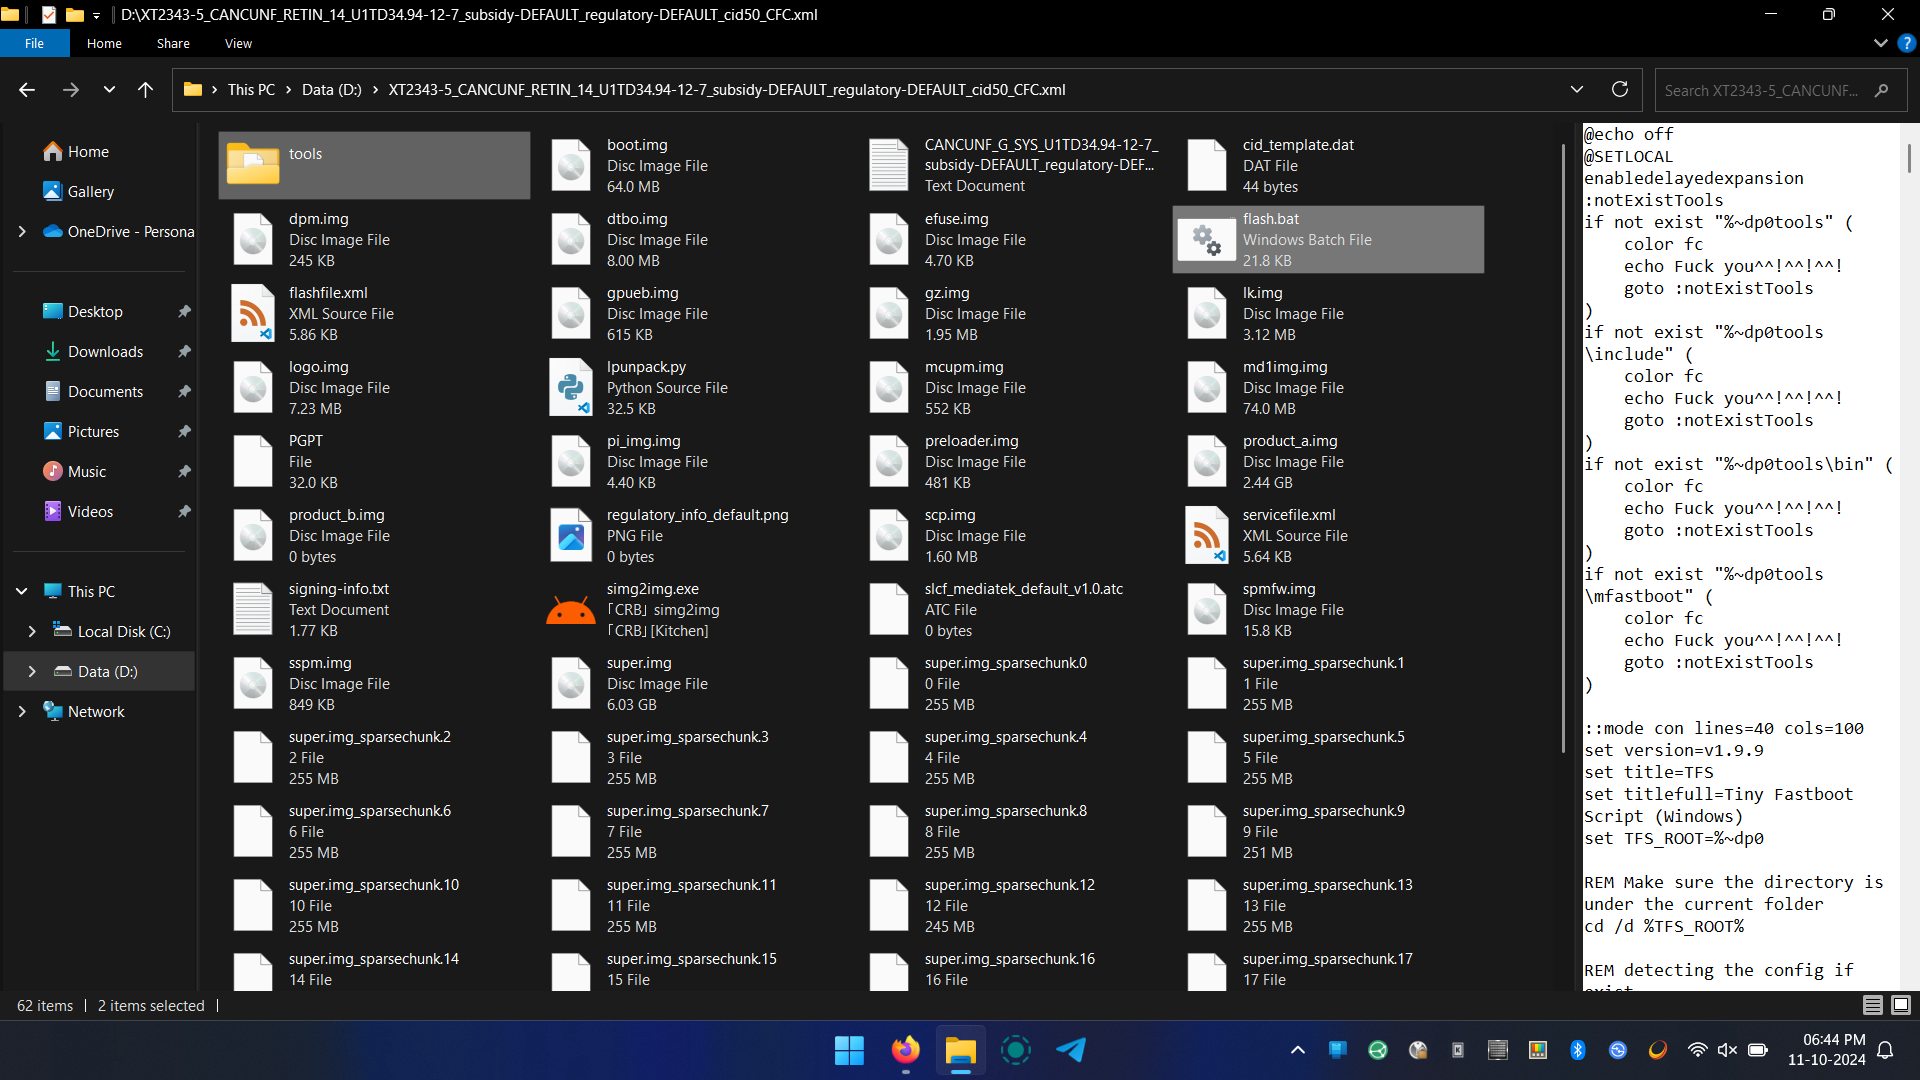 D:\XT2343-5_CANCUNF_RETIN_14_U1TD34.94-12-7_subsidy-DEFAULT_regulatory-DEFAULT_cid50_CFC.xml
File Home Share View
This PC Data (D:) XT2343-5_CANCUNF_RETIN_14_U1TD34.94-12-7_subsidy-DEFAULT_regulatory-DEFAULT_cid50_CFC.xml
Search XT2343-5_CANCUNF...
Home
Gallery
OneDrive - Persona
Desktop
Downloads
Documents
Pictures
Music
Videos
This PC
Local Disk (C:)
Data (D:)
Network
tools
boot.img
Disc Image File
64.0 MB
CANCUNF_G_SYS_U1TD34.94-12-7_
subsidy-DEFAULT_regulatory-DEF...
Text Document
cid_template.dat
DAT File
44 bytes
dpm.img
Disc Image File
245 KB
dtbo.img
Disc Image File
8.00 MB
efuse.img
Disc Image File
4.70 KB
flash.bat
Windows Batch File
21.8 KB
flashfile.xml
XML Source File
5.86 KB
gpueb.img
Disc Image File
615 KB
gz.img
Disc Image File
1.95 MB
lk.img
Disc Image File
3.12 MB
logo.img
Disc Image File
7.23 MB
lpunpack.py
Python Source File
32.5 KB
mcupm.img
Disc Image File
552 KB
md1img.img
Disc Image File
74.0 MB
PGPT
File
32.0 KB
pi_img.img
Disc Image File
4.40 KB
preloader.img
Disc Image File
481 KB
product_a.img
Disc Image File
2.44 GB
product_b.img
Disc Image File
0 bytes
regulatory_info_default.png
PNG File
0 bytes
scp.img
Disc Image File
1.60 MB
servicefile.xml
XML Source File
5.64 KB
signing-info.txt
Text Document
1.77 KB
simg2img.exe
「CRB」simg2img
「CRB」[Kitchen]
slcf_mediatek_default_v1.0.atc
ATC File
0 bytes
spmfw.img
Disc Image File
15.8 KB
sspm.img
Disc Image File
849 KB
super.img
Disc Image File
6.03 GB
super.img_sparsechunk.0
0 File
255 MB
super.img_sparsechunk.1
1 File
255 MB
super.img_sparsechunk.2
2 File
255 MB
super.img_sparsechunk.3
3 File
255 MB
super.img_sparsechunk.4
4 File
255 MB
super.img_sparsechunk.5
5 File
255 MB
super.img_sparsechunk.6
6 File
255 MB
super.img_sparsechunk.7
7 File
255 MB
super.img_sparsechunk.8
8 File
255 MB
super.img_sparsechunk.9
9 File
251 MB
super.img_sparsechunk.10
10 File
255 MB
super.img_sparsechunk.11
11 File
255 MB
super.img_sparsechunk.12
12 File
245 MB
super.img_sparsechunk.13
13 File
255 MB
super.img_sparsechunk.14
14 File
super.img_sparsechunk.15
15 File
super.img_sparsechunk.16
16 File
super.img_sparsechunk.17
17 File
@echo off
@SETLOCAL
enabledelayedexpansion
:notExistTools
if not exist "%~dp0tools" (
color fc
echo Fuck you^^!^^!^^!
goto :notExistTools
)
if not exist "%~dp0tools
\include" (
color fc
echo Fuck you^^!^^!^^!
goto :notExistTools
)
if not exist "%~dp0tools\bin" (
color fc
echo Fuck you^^!^^!^^!
goto :notExistTools
)
if not exist "%~dp0tools
\mfastboot" (
color fc
echo Fuck you^^!^^!^^!
goto :notExistTools
)
::mode con lines=40 cols=100
set version=v1.9.9
set title=TFS
set titlefull=Tiny Fastboot
Script (Windows)
set TFS_ROOT=%~dp0
REM Make sure the directory is
under the current folder
cd /d %TFS_ROOT%
REM detecting the config if
exist
62 items 2 items selected
06:44 PM
11-10-2024